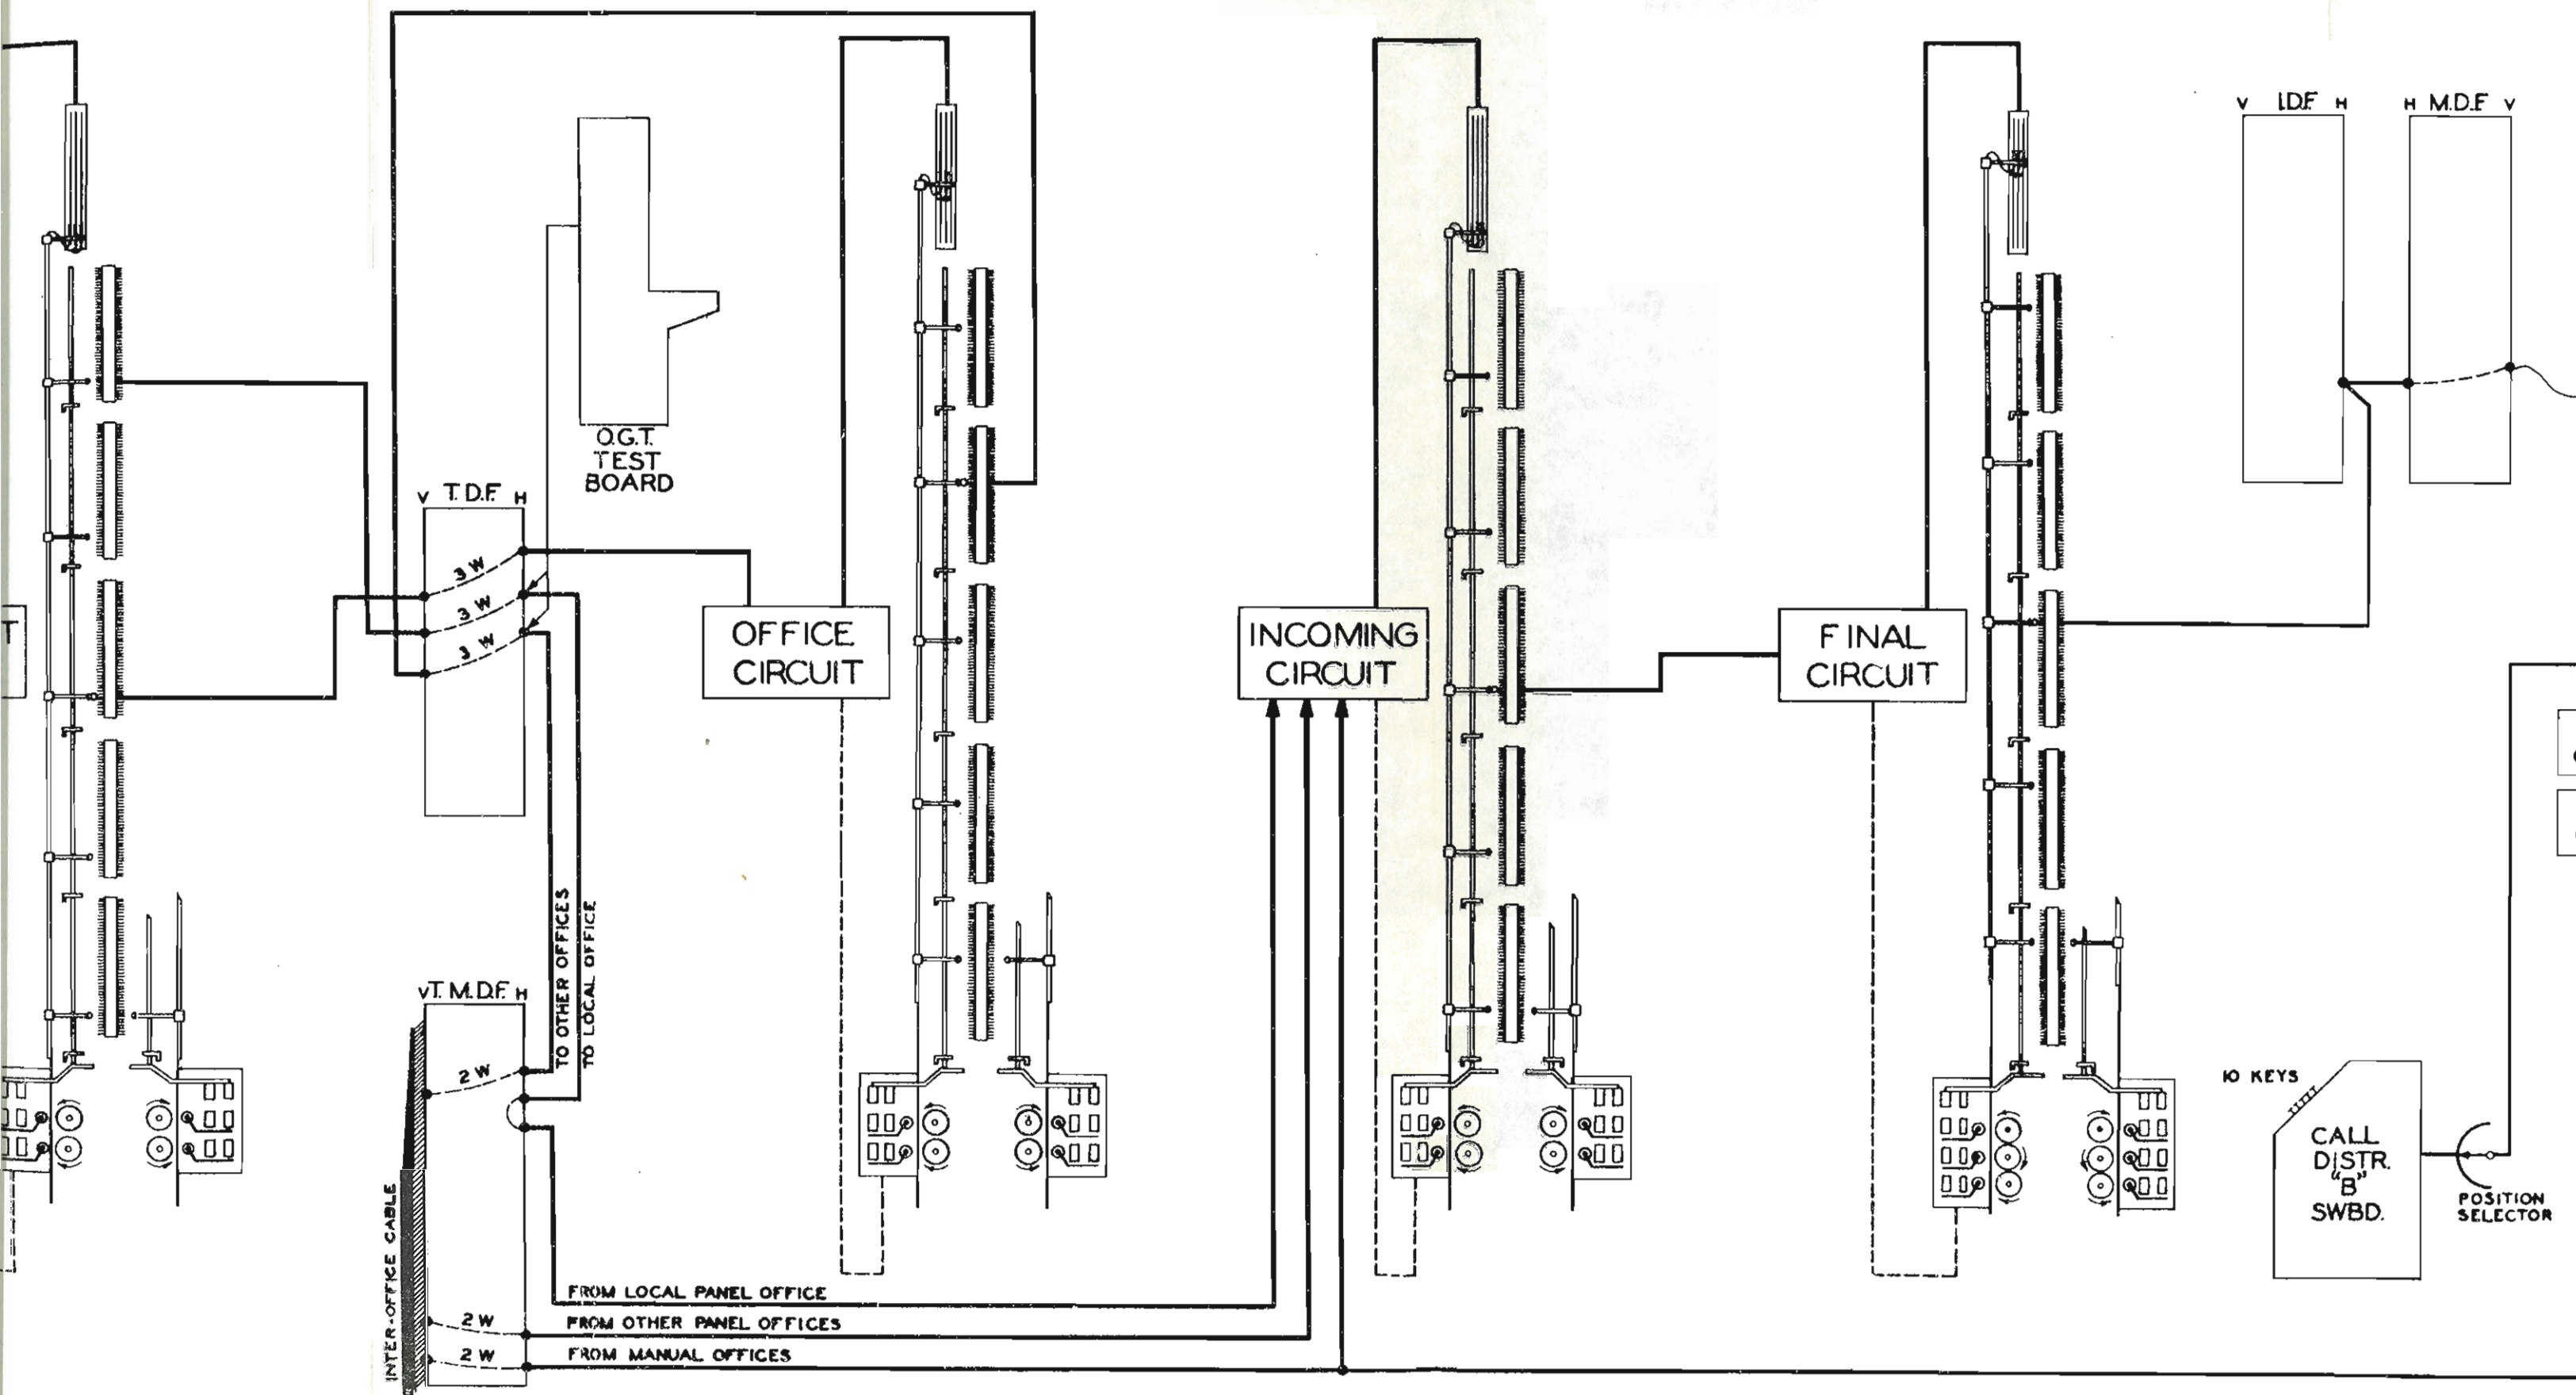 V I.D.F. H
H M.D.F. V
O.G.T.
TEST
BOARD
V T.D.F. H
3 W
3 W
3 W
T
OFFICE
CIRCUIT
INCOMING
CIRCUIT
FINAL
CIRCUIT
TO OTHER OFFICES
TO LOCAL OFFICE
V T.M.D.F. H
2 W
INTER-OFFICE CABLE
FROM LOCAL PANEL OFFICE
2 W
FROM OTHER PANEL OFFICES
2 W
FROM MANUAL OFFICES
10 KEYS
CALL
DISTR.
"B"
SWBD.
POSITION
SELECTOR